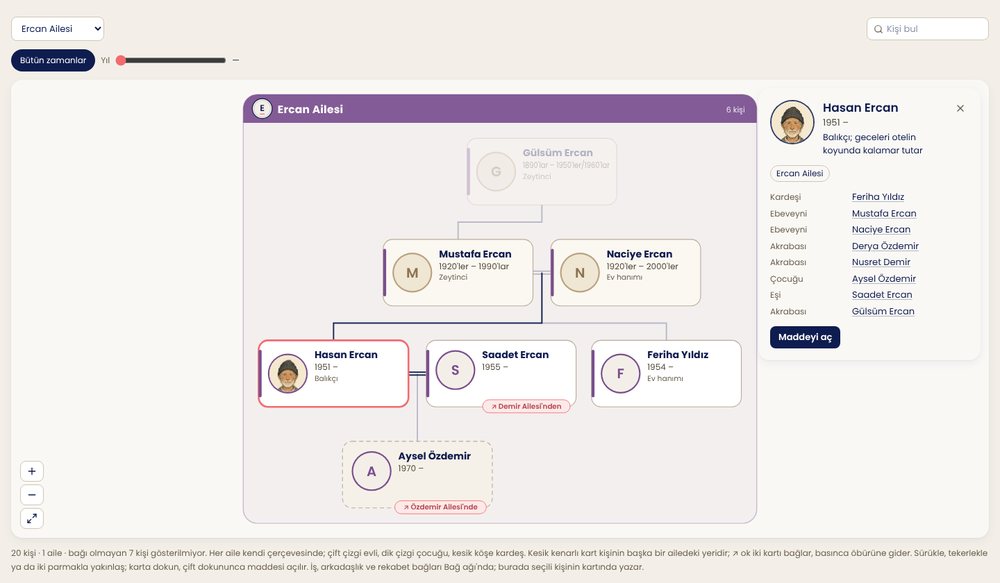 Ercan Ailesi
Kişi bul
Bütün zamanlar
Yıl
—
E
Ercan Ailesi
6 kişi
G
Gülsüm Ercan
1890'lar – 1950'ler/1960'lar
Zeytinci
M
Mustafa Ercan
1920'ler – 1990'lar
Zeytinci
N
Naciye Ercan
1920'ler – 2000'ler
Ev hanımı
Hasan Ercan
1951 –
Balıkçı
S
Saadet Ercan
1955 –
↗ Demir Ailesi'nden
F
Feriha Yıldız
1954 –
Ev hanımı
A
Aysel Özdemir
1970 –
↗ Özdemir Ailesi'nde
Hasan Ercan
1951 –
Balıkçı; geceleri otelin
koyunda kalamar tutar
Ercan Ailesi
Kardeşi Feriha Yıldız
Ebeveyni Mustafa Ercan
Ebeveyni Naciye Ercan
Akrabası Derya Özdemir
Akrabası Nusret Demir
Çocuğu Aysel Özdemir
Eşi Saadet Ercan
Akrabası Gülsüm Ercan
Maddeyi aç
+
−
20 kişi · 1 aile · bağı olmayan 7 kişi gösterilmiyor. Her aile kendi çerçevesinde; çift çizgi evli, dik çizgi çocuğu, kesik köşe kardeş. Kesik kenarlı kart kişinin başka bir ailedeki yeridir; ↗ ok iki kartı bağlar, basınca öbürüne gider. Sürükle, tekerlekle
ya da iki parmakla yakınlaş; karta dokun, çift dokununca maddesi açılır. İş, arkadaşlık ve rekabet bağları Bağ ağı'nda; burada seçili kişinin kartında yazar.